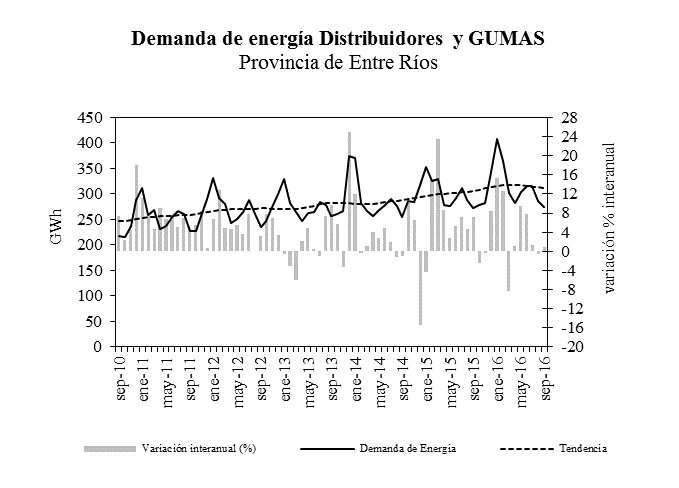 Demanda de energía Distribuidores y GUMAS
Provincia de Entre Ríos
450
400
350
300
250
200
150
100
50
0
GWh
28
24
20
16
12
8
4
0
-4
-8
-12
-16
-20
variación % interanual
sep-10
ene-11
may-11
sep-11
ene-12
may-12
sep-12
ene-13
may-13
sep-13
ene-14
may-14
sep-14
ene-15
may-15
sep-15
ene-16
may-16
sep-16
Variación interanual (%)
Demanda de Energía
Tendencia